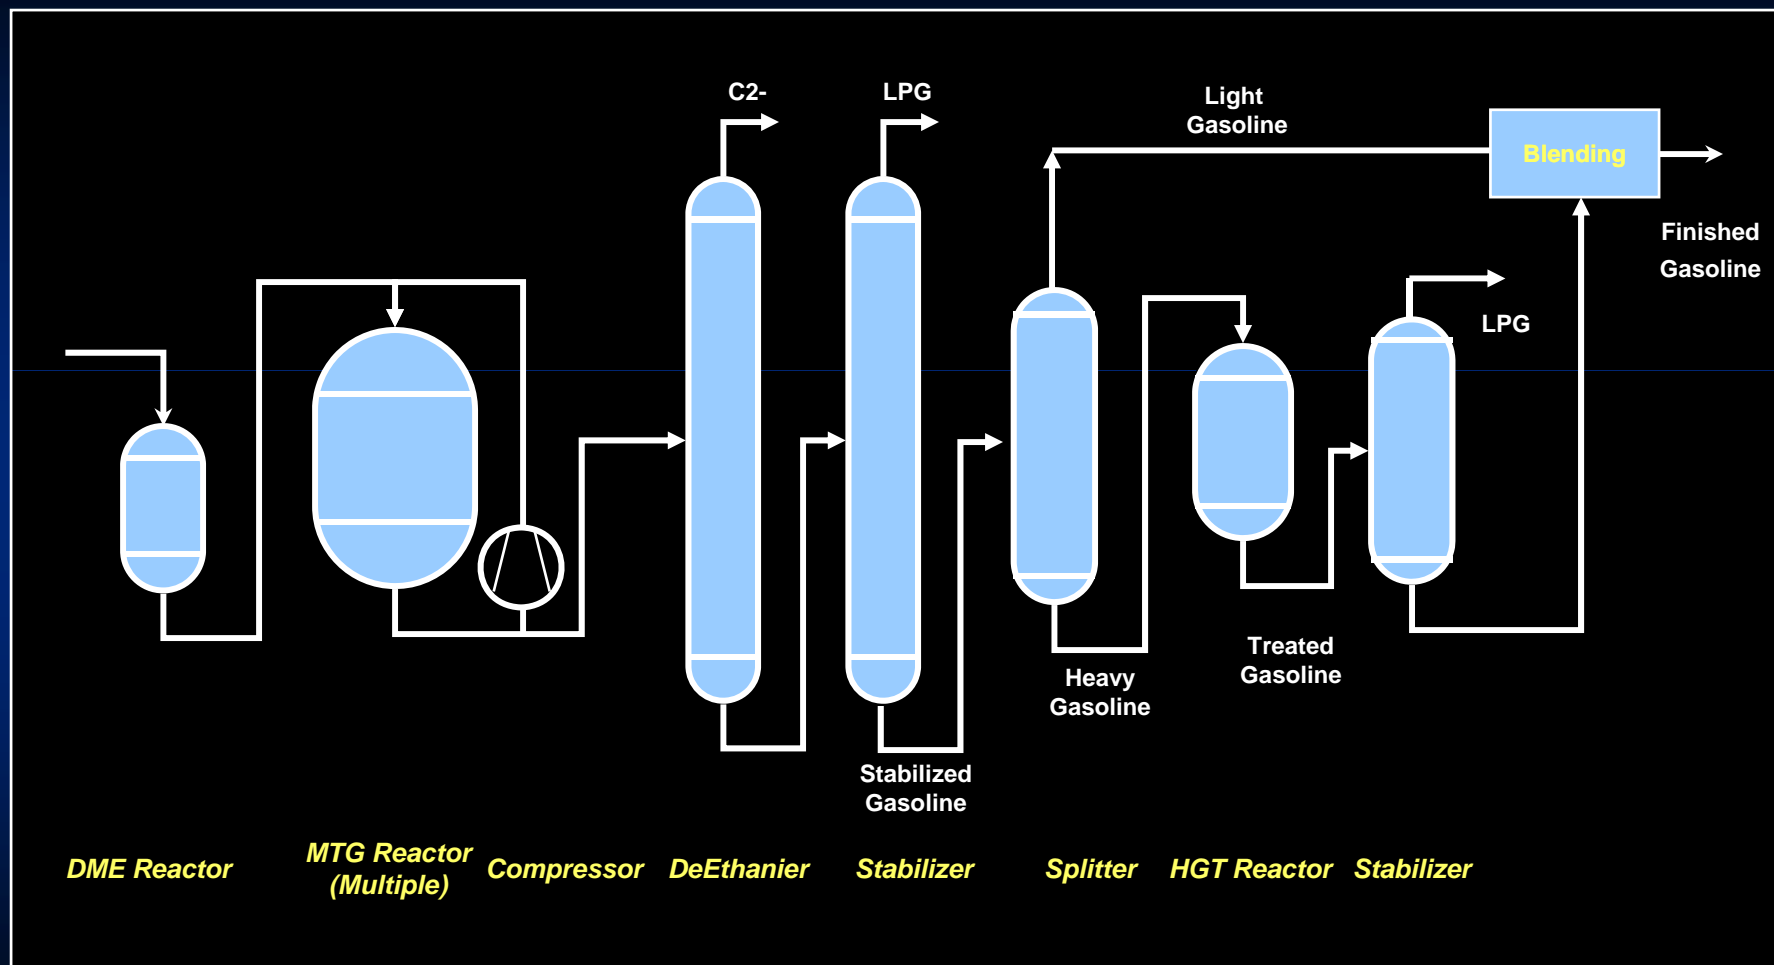 C2-
LPG
Light
Gasoline
Blending
Finished
Gasoline
LPG
Treated
Gasoline
Heavy
Gasoline
Stabilized
Gasoline
DME Reactor
MTG Reactor
(Multiple)
Compressor
DeEthanier
Stabilizer
Splitter
HGT Reactor
Stabilizer